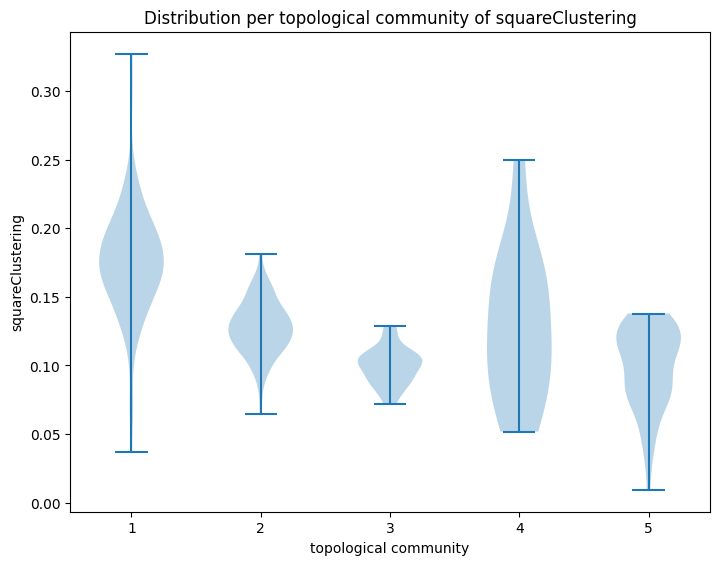 Distribution per topological community of squareClustering
squareClustering
0.30
0.25
0.20
0.15
0.10
0.05
0.00
1 2 3 4 5
topological community